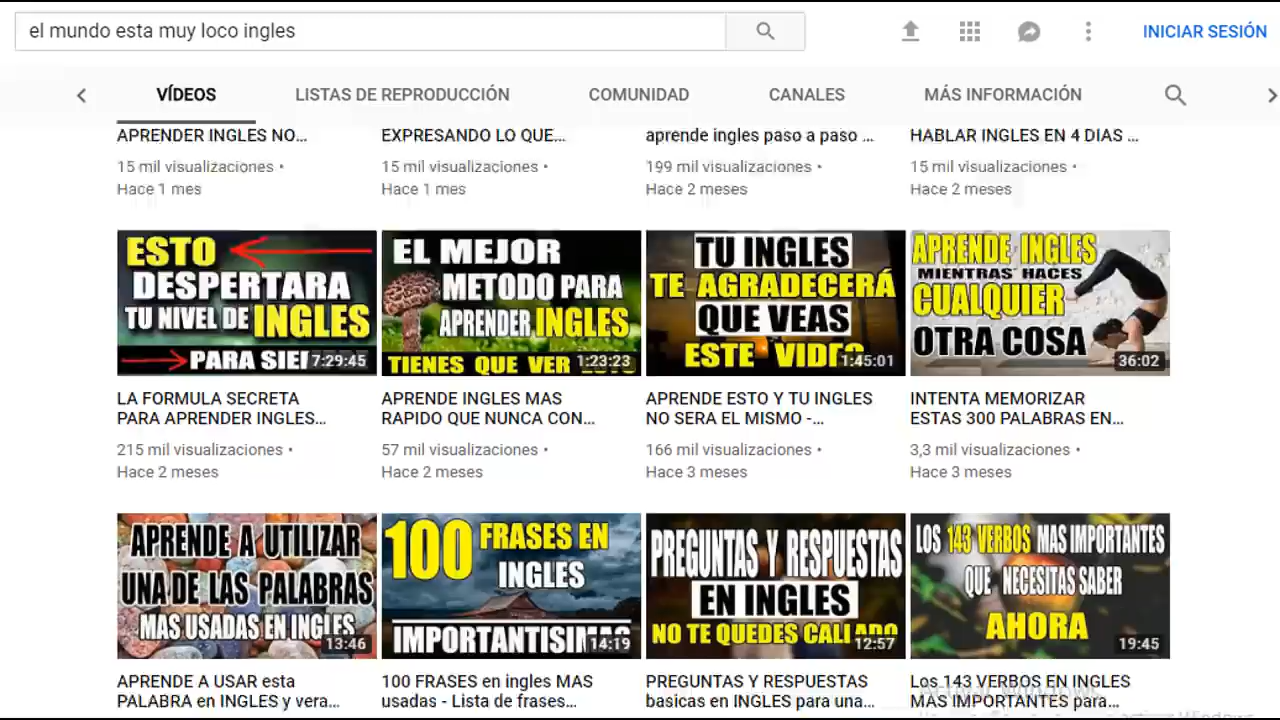 el mundo esta muy loco ingles
INICIAR SESIÓN
VÍDEOS
LISTAS DE REPRODUCCIÓN
COMUNIDAD
CANALES
MÁS INFORMACIÓN
APRENDER INGLES NO...
EXPRESANDO LO QUE...
aprende ingles paso a paso ...
HABLAR INGLES EN 4 DIAS ...
15 mil visualizaciones •
15 mil visualizaciones •
199 mil visualizaciones •
15 mil visualizaciones •
Hace 1 mes
Hace 1 mes
Hace 2 meses
Hace 2 meses
ESTO
DESPERTARA
TU NIVEL DE INGLES
PARA SIE
7:29:45
EL MEJOR
METODO PARA
APRENDER INGLES
TIENES QUE VER
1:23:23
TU INGLES
TE AGRADECERÁ
QUE VEAS
ESTE VIDE
1:45:01
APRENDE INGLES
MIENTRAS HACES
CUALQUIER
OTRA COSA
36:02
LA FORMULA SECRETA
PARA APRENDER INGLES...
APRENDE INGLES MAS
RAPIDO QUE NUNCA CON...
APRENDE ESTO Y TU INGLES
NO SERA EL MISMO -...
INTENTA MEMORIZAR
ESTAS 300 PALABRAS EN...
215 mil visualizaciones •
57 mil visualizaciones •
166 mil visualizaciones •
3,3 mil visualizaciones •
Hace 2 meses
Hace 2 meses
Hace 3 meses
Hace 3 meses
APRENDE A UTILIZAR
UNA DE LAS PALABRAS
MAS USADAS EN INGLES
13:46
100 FRASES EN
INGLES
IMPORTANTISIMAS
14:19
PREGUNTAS Y RESPUESTAS
EN INGLES
NO TE QUEDES CALLADO
12:57
LOS 143 VERBOS MAS IMPORTANTES
QUE NECESITAS SABER
AHORA
19:45
APRENDE A USAR esta
PALABRA en INGLES y vera...
100 FRASES en ingles MAS
usadas - Lista de frases...
PREGUNTAS Y RESPUESTAS
basicas en INGLES para una...
Los 143 VERBOS EN INGLES
MAS IMPORTANTES para...
Activar Windows